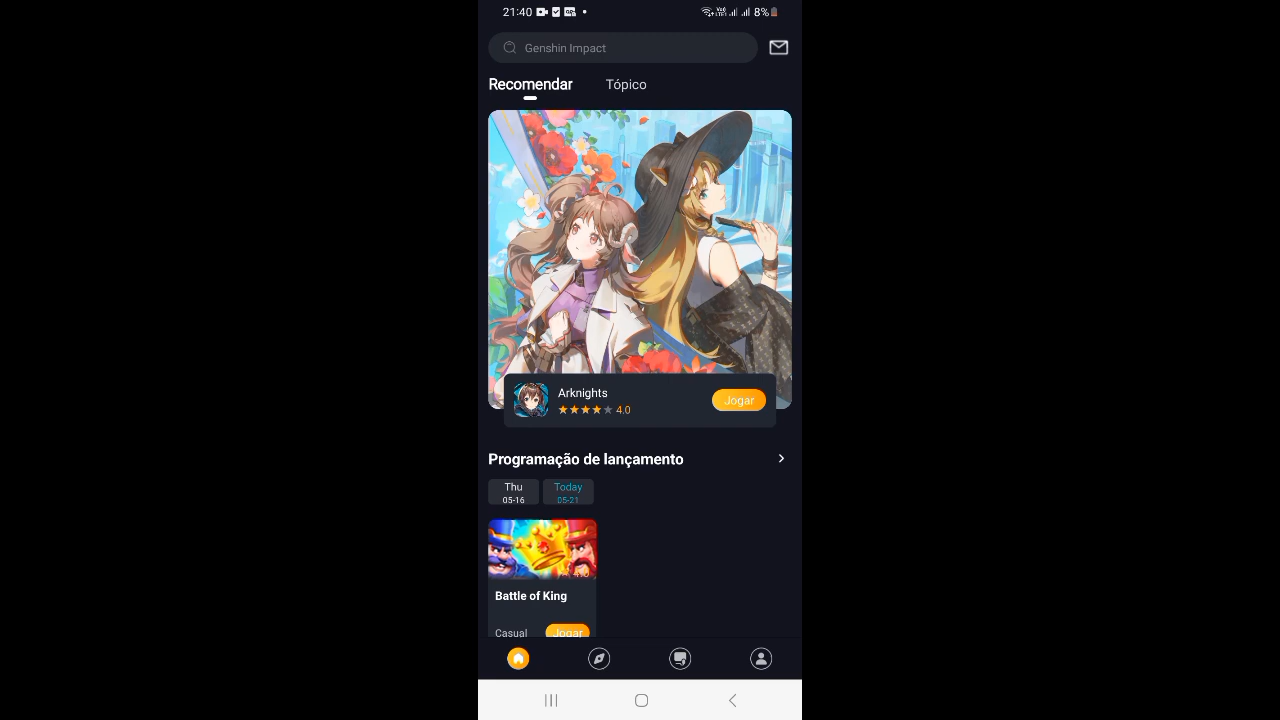 21:40
8%
Genshin Impact
Recomendar
Tópico
Arknights
4.0
Jogar
Programação de lançamento
Thu
05-16
Today
05-21
Battle of King
Casual
Jogar